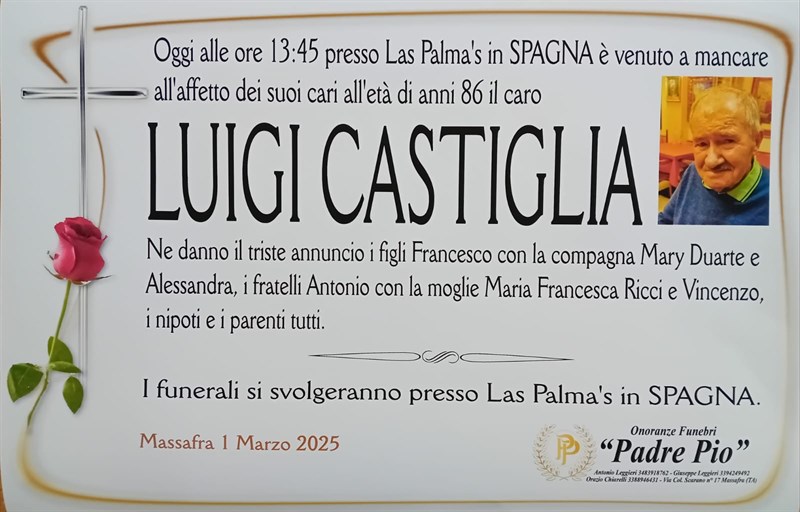 Oggi alle ore 13:45 presso Las Palma's in SPAGNA è venuto a mancare
all'affetto dei suoi cari all'età di anni 86 il caro
LUIGI CASTIGLIA
Ne danno il triste annuncio i figli Francesco con la compagna Mary Duarte e
Alessandra, i fratelli Antonio con la moglie Maria Francesca Ricci e Vincenzo,
i nipoti e i parenti tutti.
I funerali si svolgeranno presso Las Palma's in SPAGNA.
Massafra 1 Marzo 2025
PP
Onoranze Funebri
“Padre Pio”
Antonio Leggieri 3483918762 - Giuseppe Leggieri 3394249492
Orazio Chiarelli 3388946431 - Via Col. Scarano n° 17 Massafra (TA)